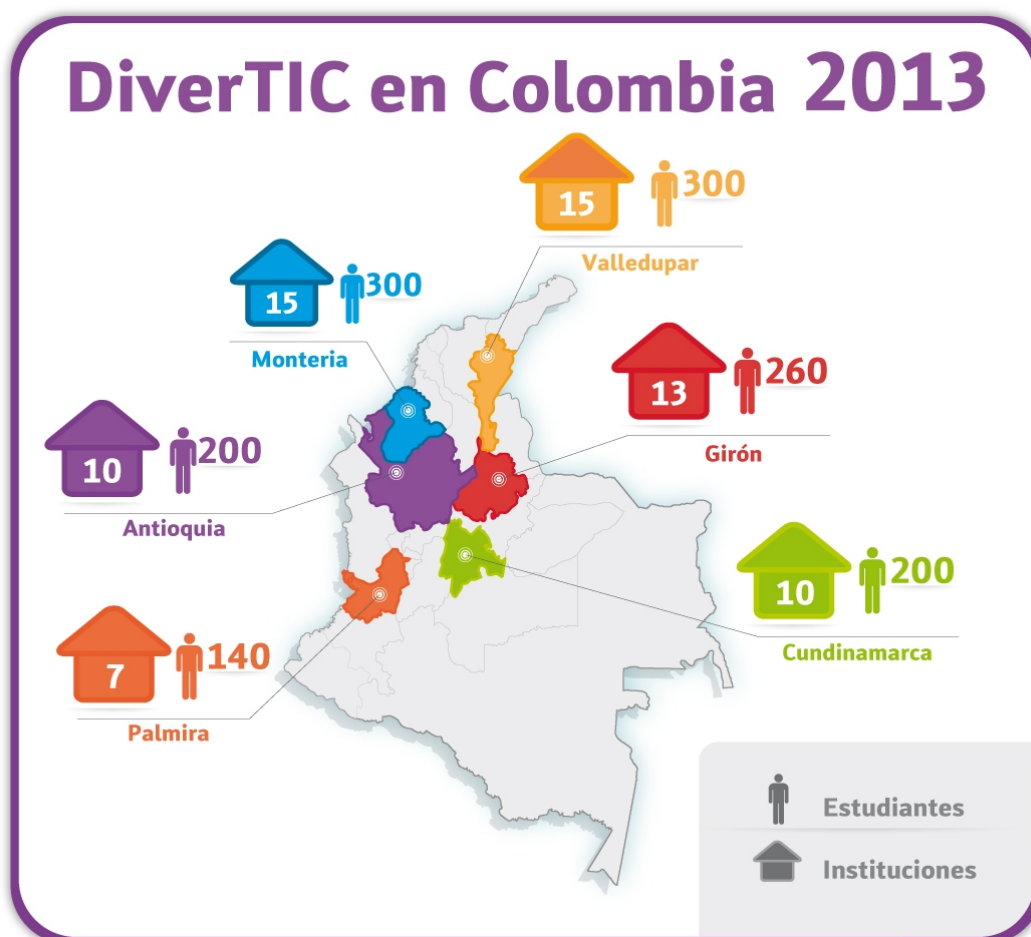 DiverTIC en Colombia 2013
15 300
Valledupar
15 300
Monteria
13 260
Girón
10 200
Antioquia
10 200
Cundinamarca
7 140
Palmira
Estudiantes
Instituciones